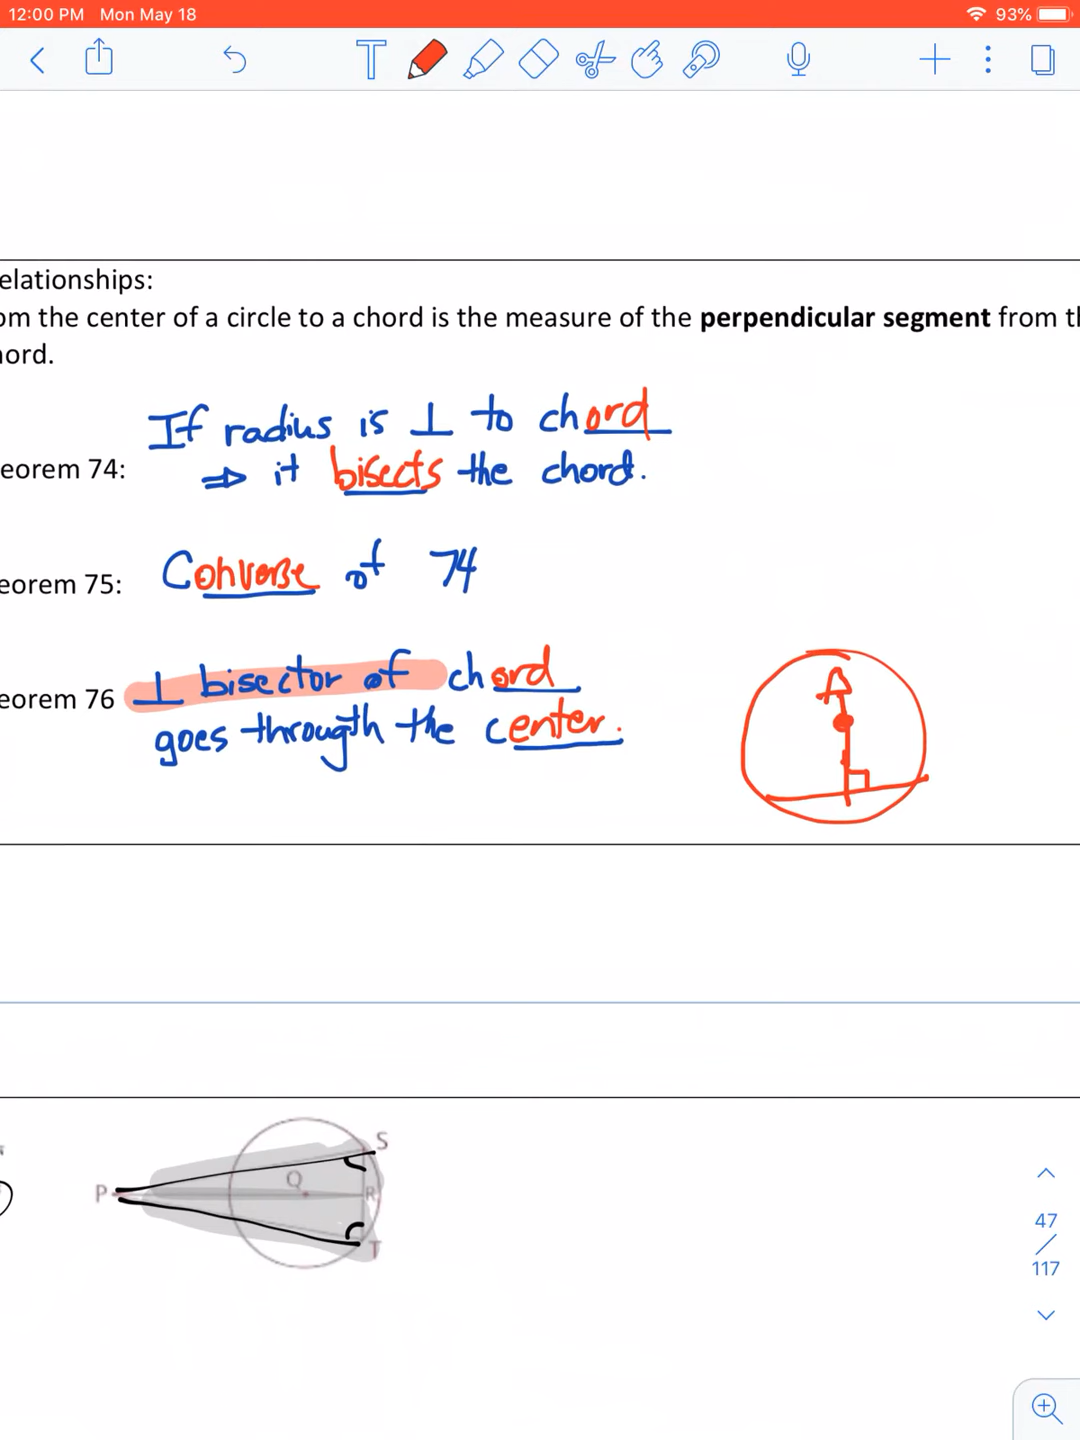 12:00 PM Mon May 18
93%
elationships:
om the center of a circle to a chord is the measure of the perpendicular segment from th
hord.
If radius is ⊥ to chord
eorem 74: ⇒ it bisects the chord.
eorem 75: Converse of 74
eorem 76 ⊥ bisector of chord
goes through the center.
S
Q
P
R
T
47
/
117